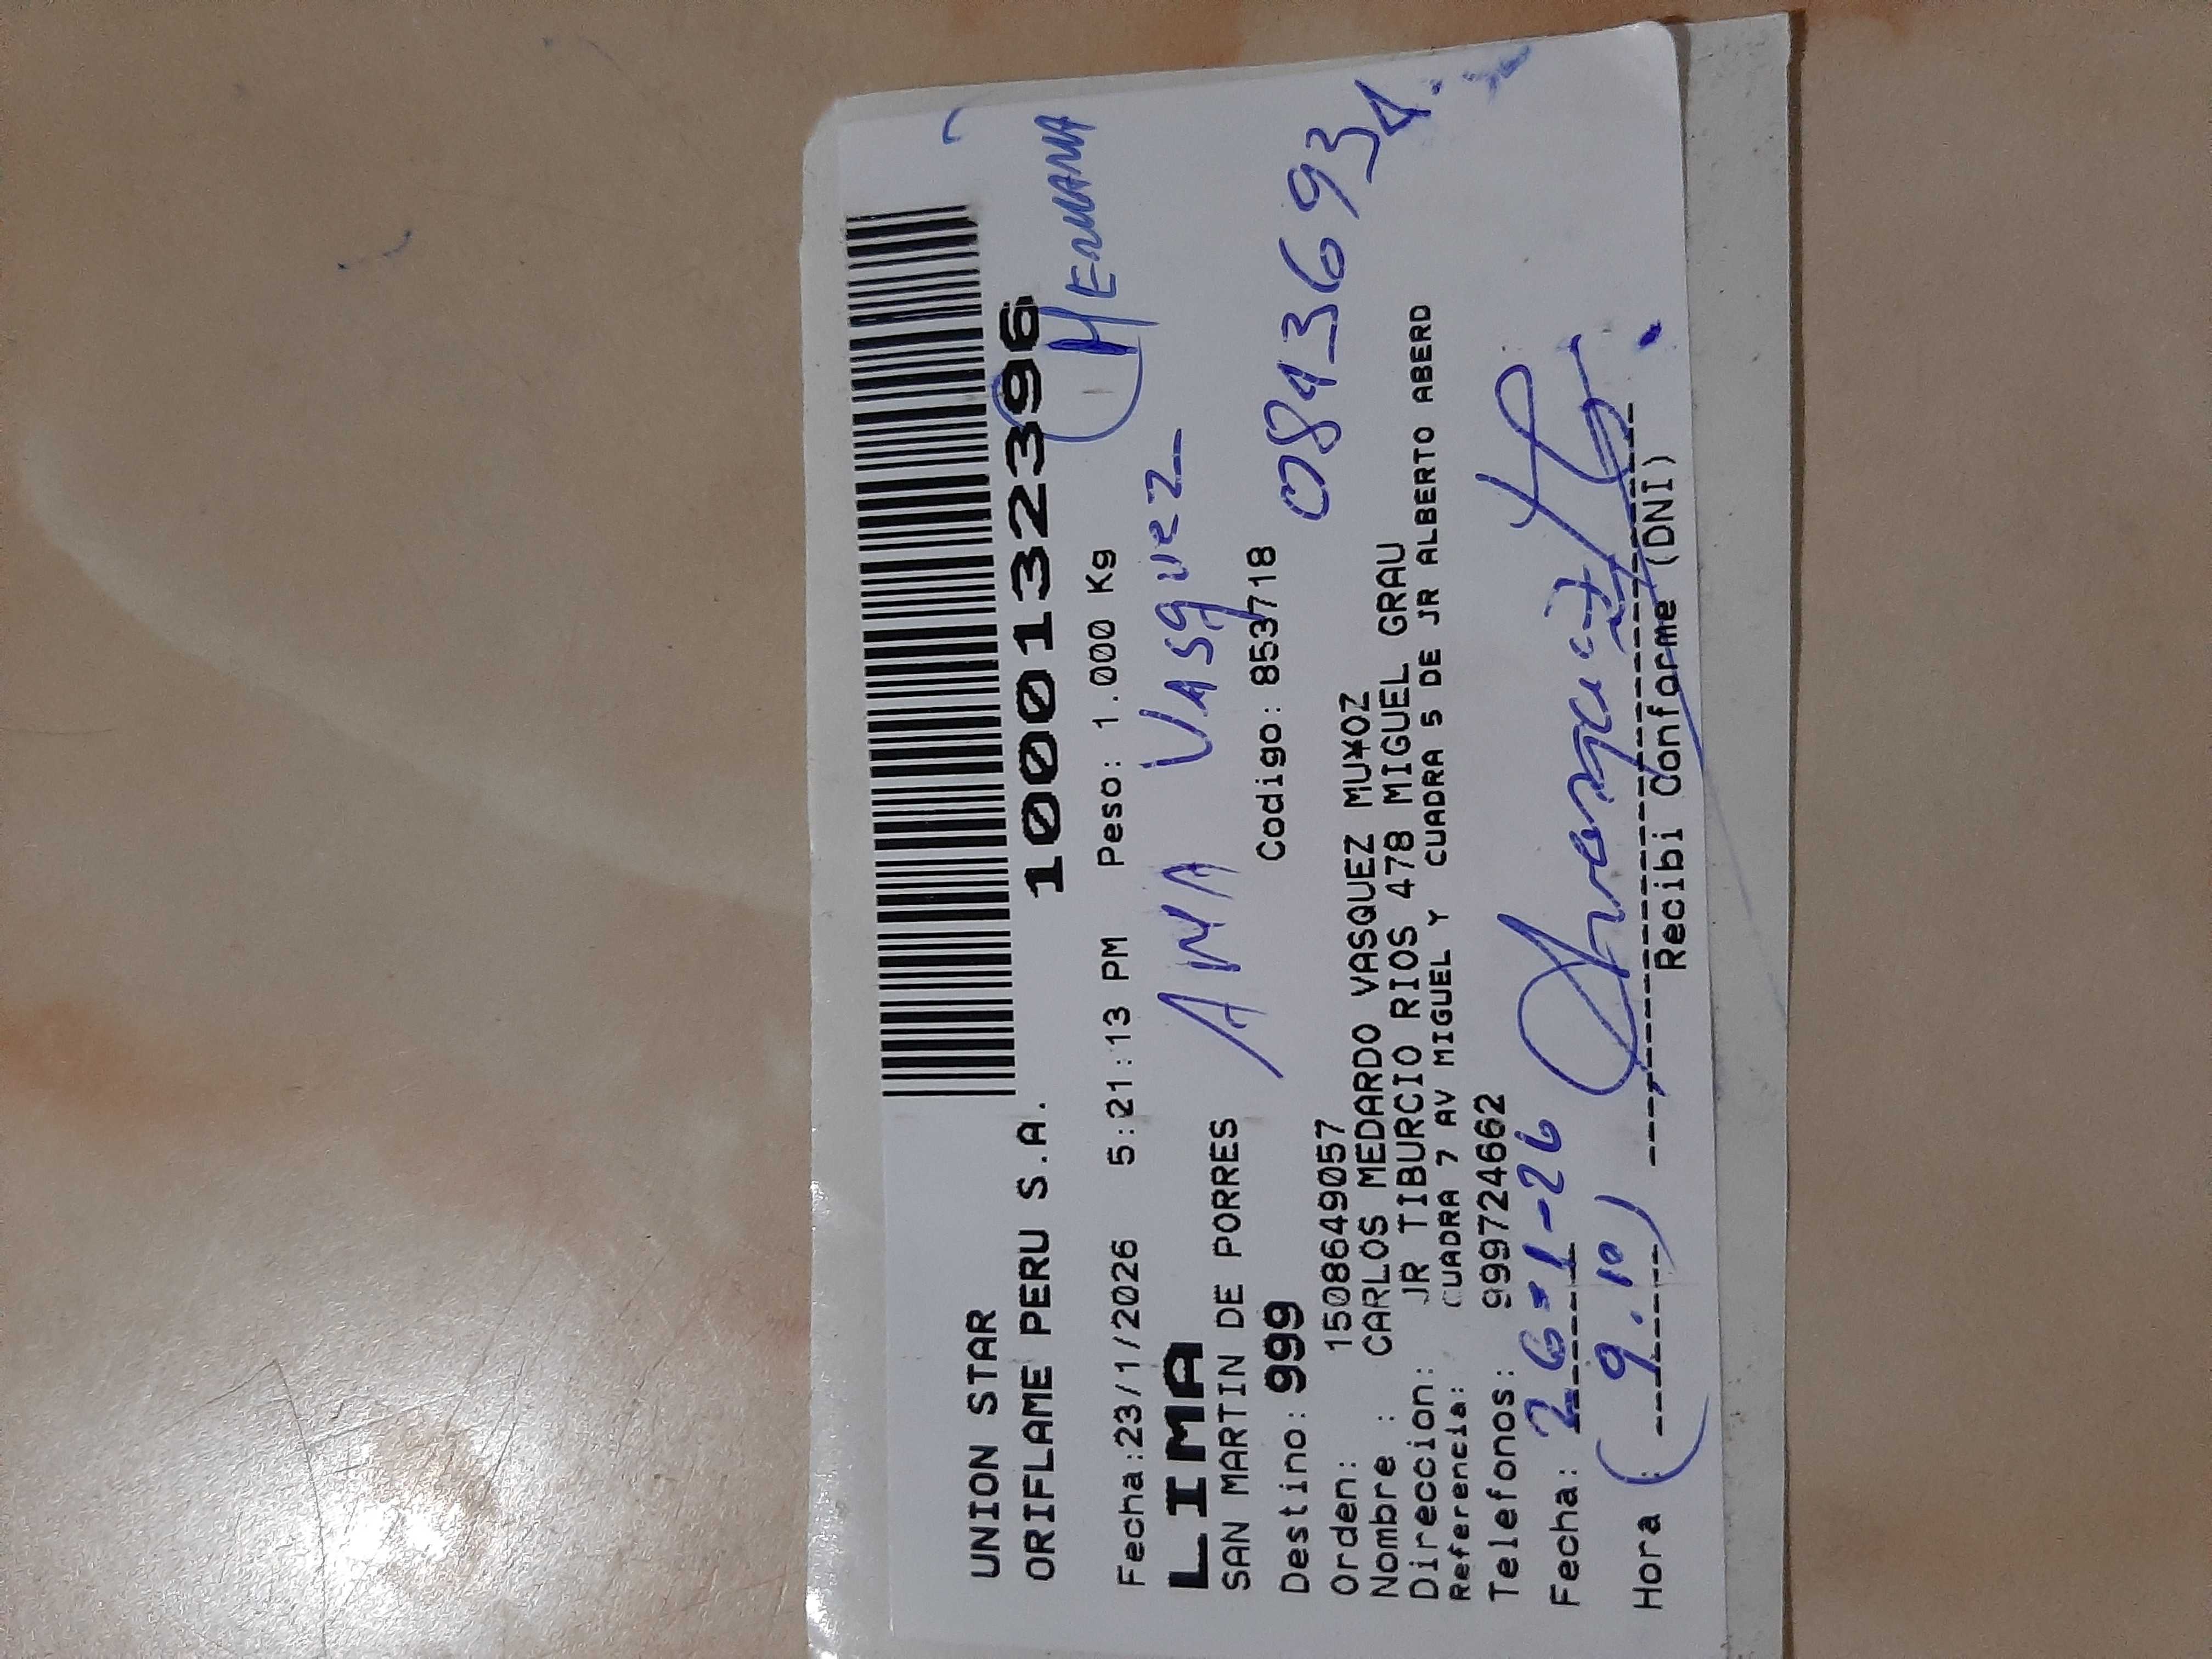 UNION STAR
ORIFLAME PERU S.A.
1000132396
Fecha:23/1/2026 5:21:13 PM Peso: 1.000 Kg
HERMANA
LIMA
ANA VASQUEZ
SAN MARTIN DE PORRES
Destino: 999 Codigo: 853718
Orden: 1508649057
Nombre : CARLOS MEDARDO VASQUEZ MU¥OZ
Direccion: JR TIBURCIO RIOS 478 MIGUEL GRAU
Referencia: CUADRA 7 AV MIGUEL Y CUADRA 5 DE JR ALBERTO ABERD
Telefonos: 999724662
Fecha: 26-1-26
Hora : 9.10
Recibi Conforme (DNI)